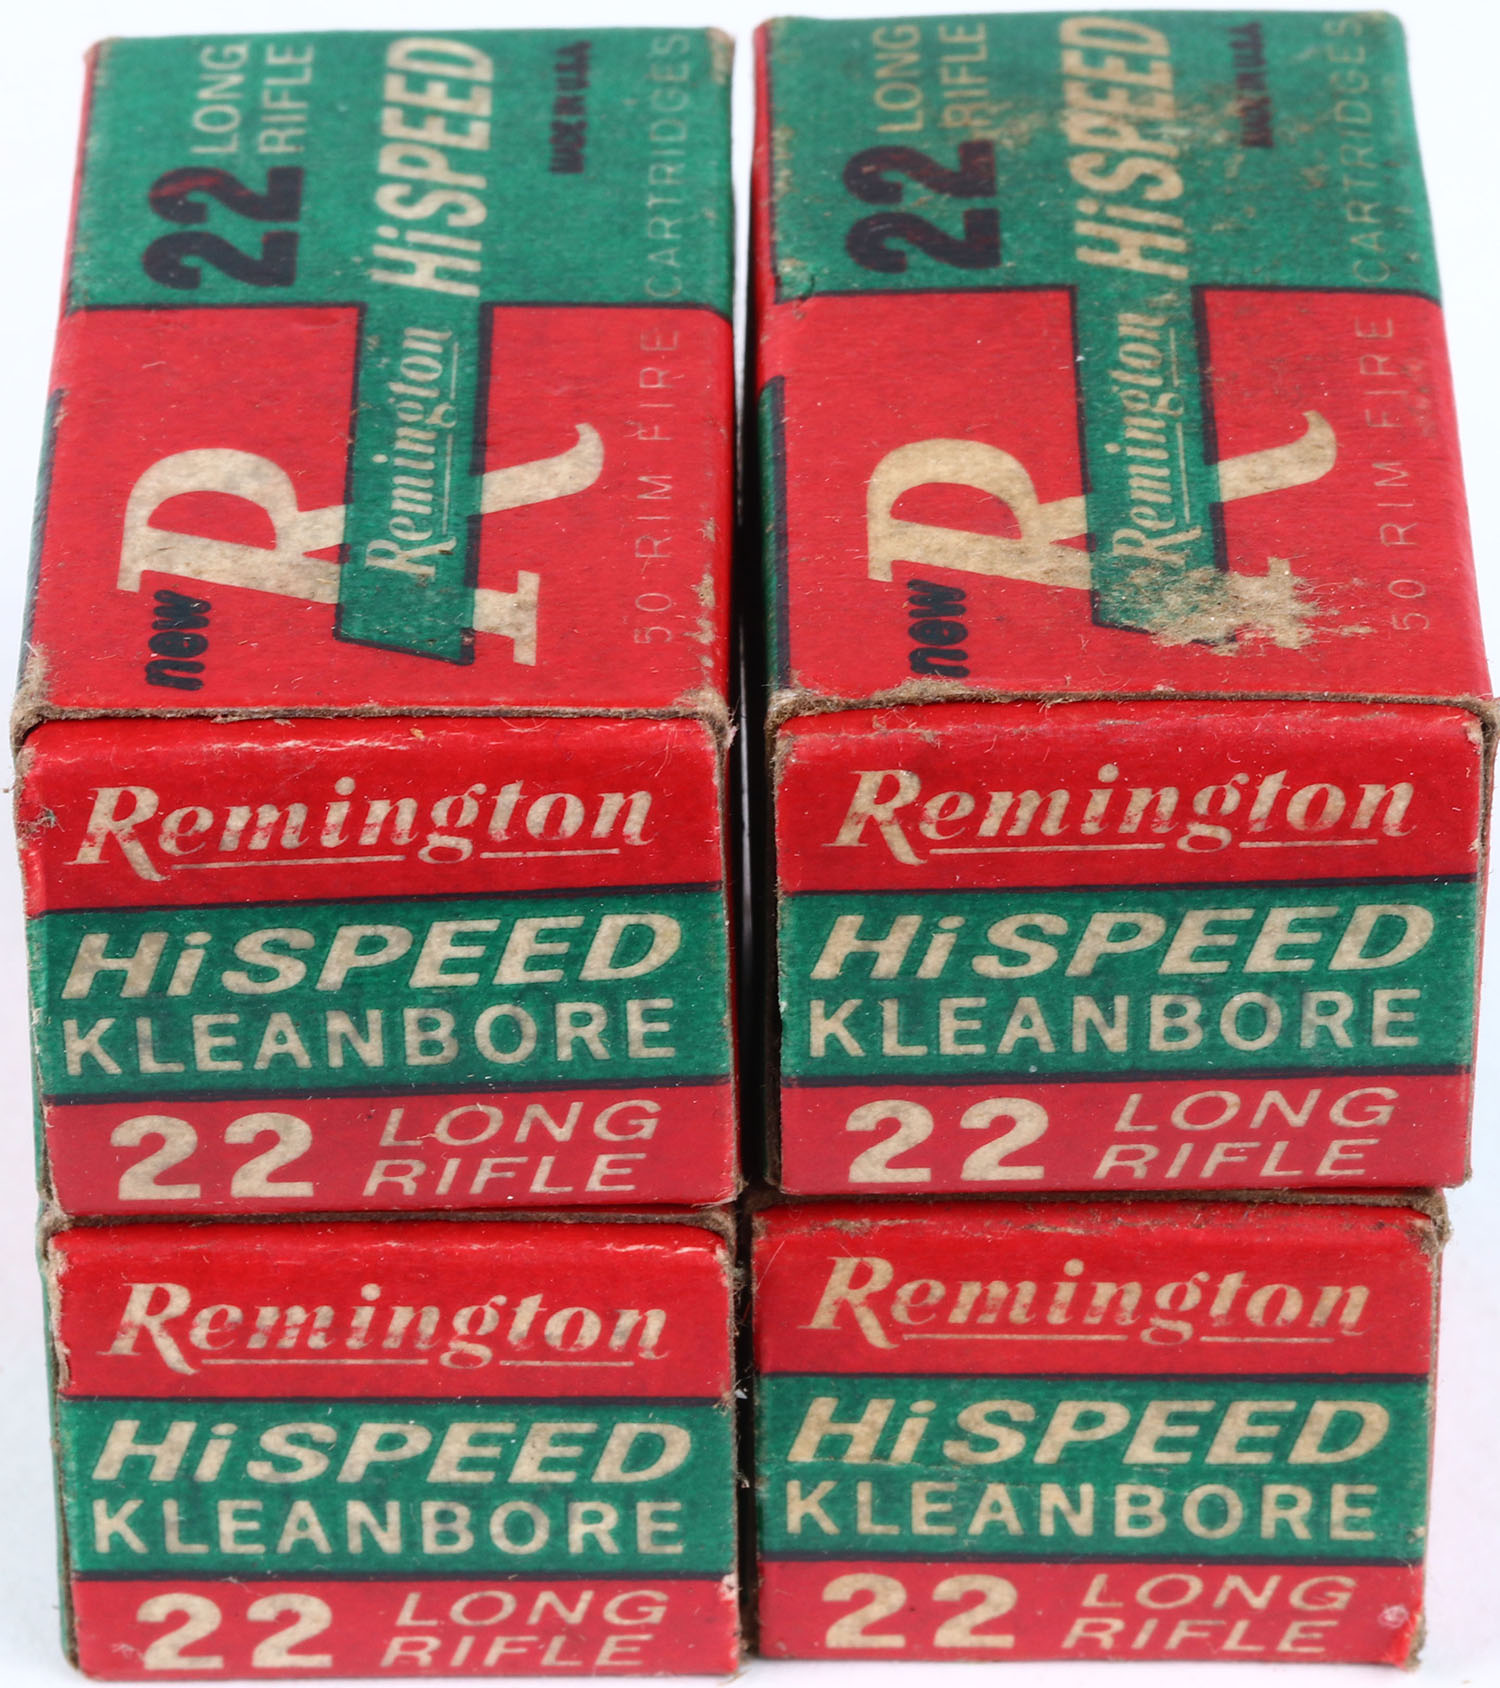 22 LONG RIFLE
HiSPEED
MADE IN U.S.A.
new R
Remington
50 RIM FIRE CARTRIDGES
22 LONG RIFLE
HiSPEED
MADE IN U.S.A.
new R
Remington
50 RIM FIRE CARTRIDGES
Remington
HiSPEED
KLEANBORE
22 LONG
RIFLE
Remington
HiSPEED
KLEANBORE
22 LONG
RIFLE
Remington
HiSPEED
KLEANBORE
22 LONG
RIFLE
Remington
HiSPEED
KLEANBORE
22 LONG
RIFLE